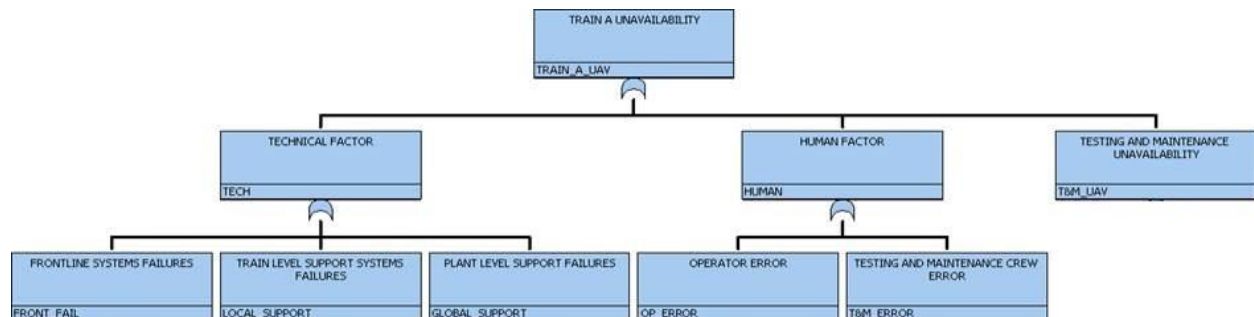 TRAIN A UNAVAILABILITY
TRAIN_A_UAV
TECHNICAL FACTOR
TECH
HUMAN FACTOR
HUMAN
TESTING AND MAINTENANCE
UNAVAILABILITY
T&M_UAV
FRONTLINE SYSTEMS FAILURES
FRONT_FAIL
TRAIN LEVEL SUPPORT SYSTEMS
FAILURES
LOCAL_SUPPORT
PLANT LEVEL SUPPORT FAILURES
GLOBAL_SUPPORT
OPERATOR ERROR
OP_ERROR
TESTING AND MAINTENANCE CREW
ERROR
T&M_ERROR